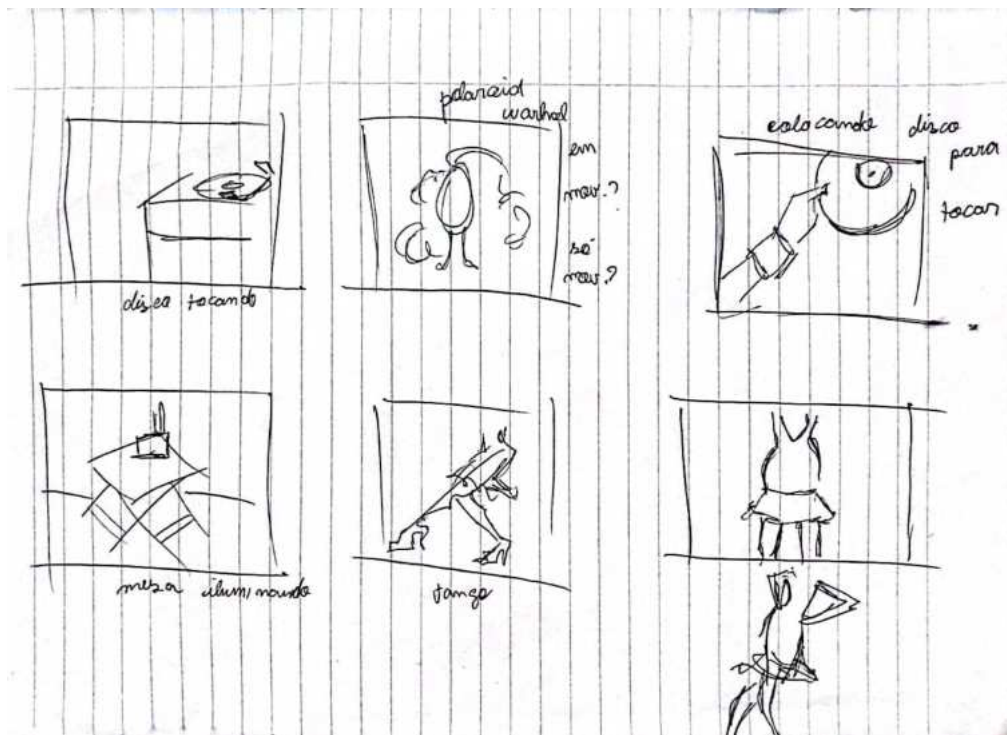 polaroid
warhol
em
mov.?
só
mov.?
colocando disco
para
tocar
disco tocando
mesa iluminando
tango